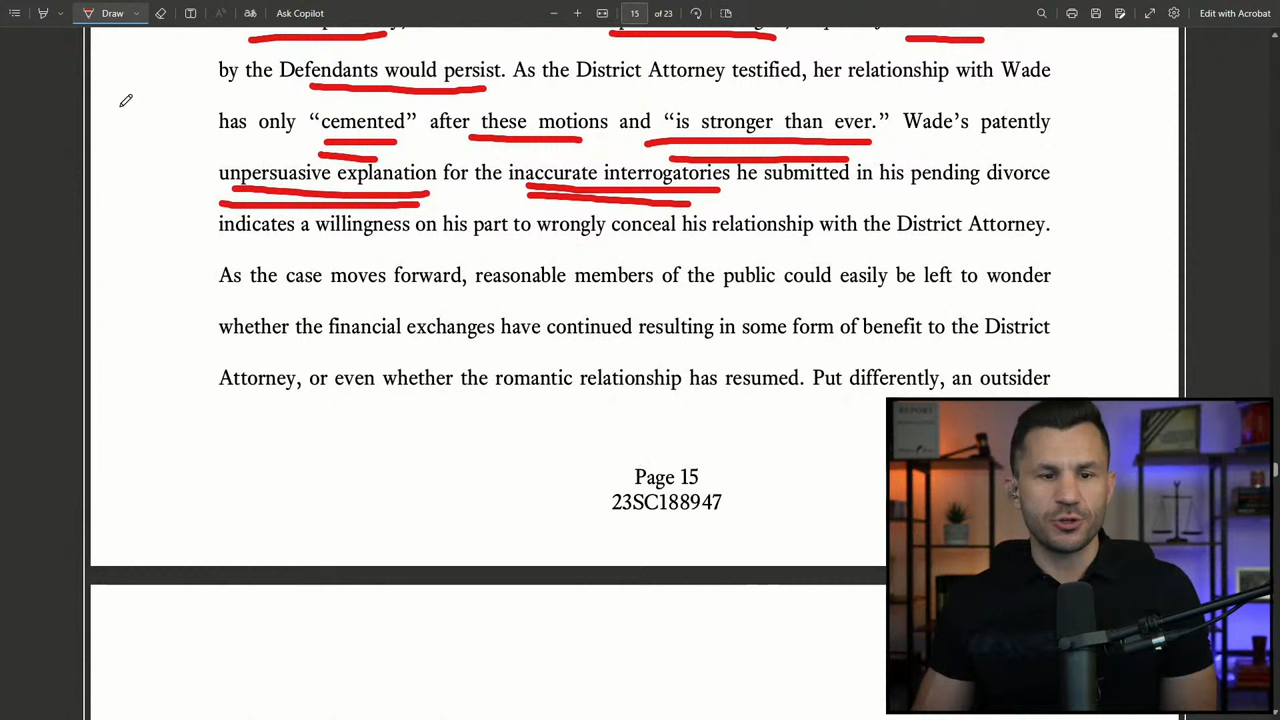 Draw
Ask Copilot
15 of 23
Edit with Acrobat
by the Defendants would persist. As the District Attorney testified, her relationship with Wade
has only “cemented” after these motions and “is stronger than ever.” Wade’s patently
unpersuasive explanation for the inaccurate interrogatories he submitted in his pending divorce
indicates a willingness on his part to wrongly conceal his relationship with the District Attorney.
As the case moves forward, reasonable members of the public could easily be left to wonder
whether the financial exchanges have continued resulting in some form of benefit to the District
Attorney, or even whether the romantic relationship has resumed. Put differently, an outsider
Page 15
23SC188947
REPORT